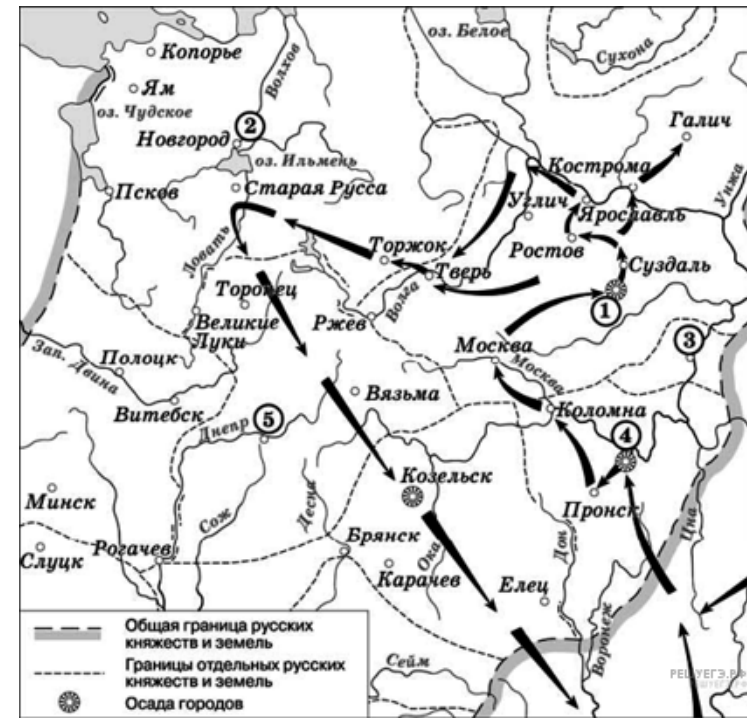 Копорье
оз. Белое
Сухона
Волхов
Ям
оз. Чудское
Галич
Новгород
2
оз. Ильмень
Кострома
Унжа
Псков
Старая Русса
Углич
Ярославль
Ловать
Торжок
Ростов
Суздаль
Тверь
Торопец
Волга
1
Великие Луки
Ржев
Москва
3
Зап. Двина
Полоцк
Москва
Вязьма
Коломна
Витебск
5
4
Днепр
Козельск
Минск
Сож
Десна
Пронск
Цна
Слуцк
Рогачев
Брянск
Ока
Дон
Карачев
Елец
Воронеж
Сейм
Общая граница русских
княжеств и земель
Границы отдельных русских
княжеств и земель
Осада городов
РЕШУЕГЭ.РФ